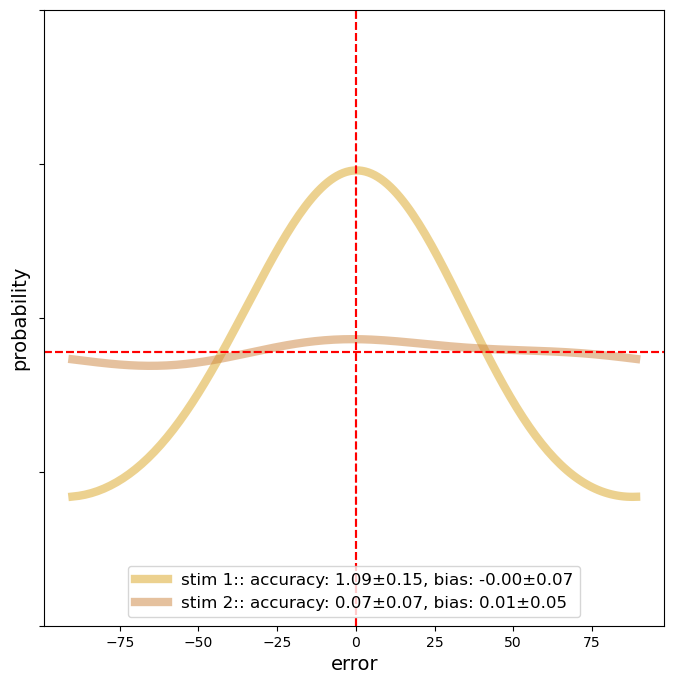 probability
stim 1:: accuracy: 1.09±0.15, bias: -0.00±0.07
stim 2:: accuracy: 0.07±0.07, bias: 0.01±0.05
−75 −50 −25 0 25 50 75
error